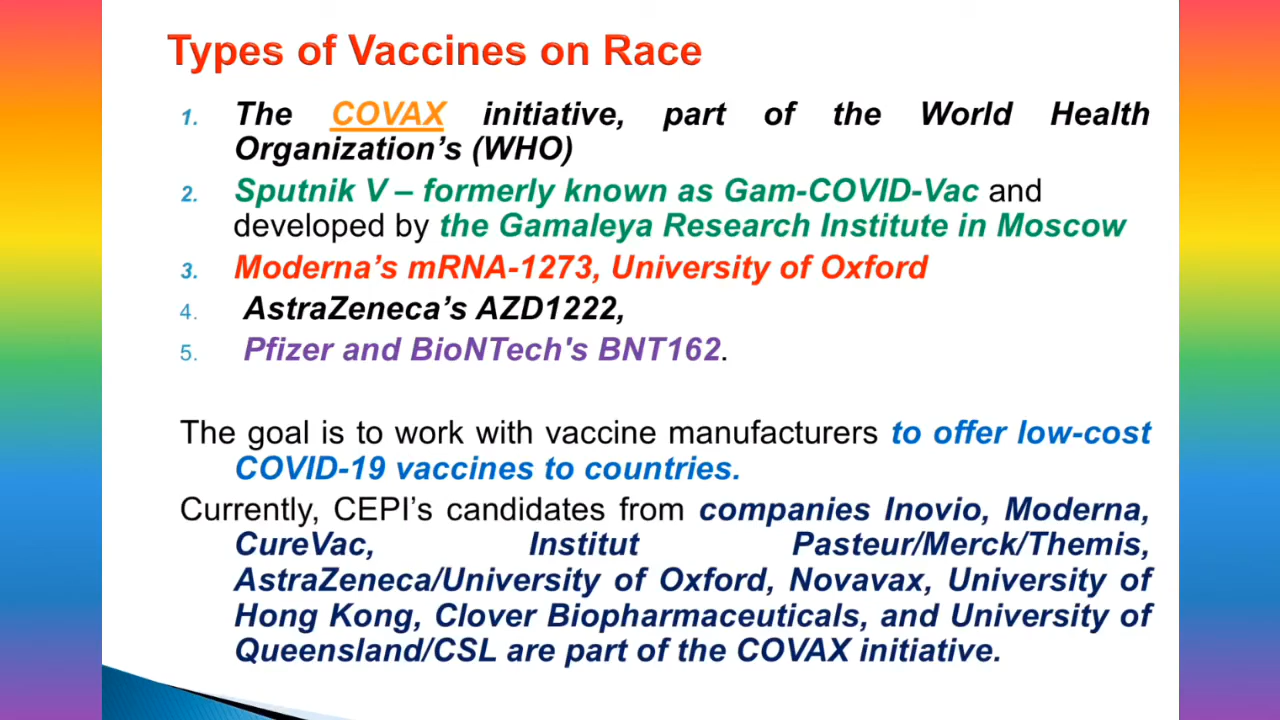 Types of Vaccines on Race
1. The COVAX initiative, part of the World Health
Organization’s (WHO)
2. Sputnik V – formerly known as Gam-COVID-Vac and
developed by the Gamaleya Research Institute in Moscow
3. Moderna’s mRNA-1273, University of Oxford
4. AstraZeneca’s AZD1222,
5. Pfizer and BioNTech's BNT162.
The goal is to work with vaccine manufacturers to offer low-cost
COVID-19 vaccines to countries.
Currently, CEPI’s candidates from companies Inovio, Moderna,
CureVac, Institut Pasteur/Merck/Themis,
AstraZeneca/University of Oxford, Novavax, University of
Hong Kong, Clover Biopharmaceuticals, and University of
Queensland/CSL are part of the COVAX initiative.